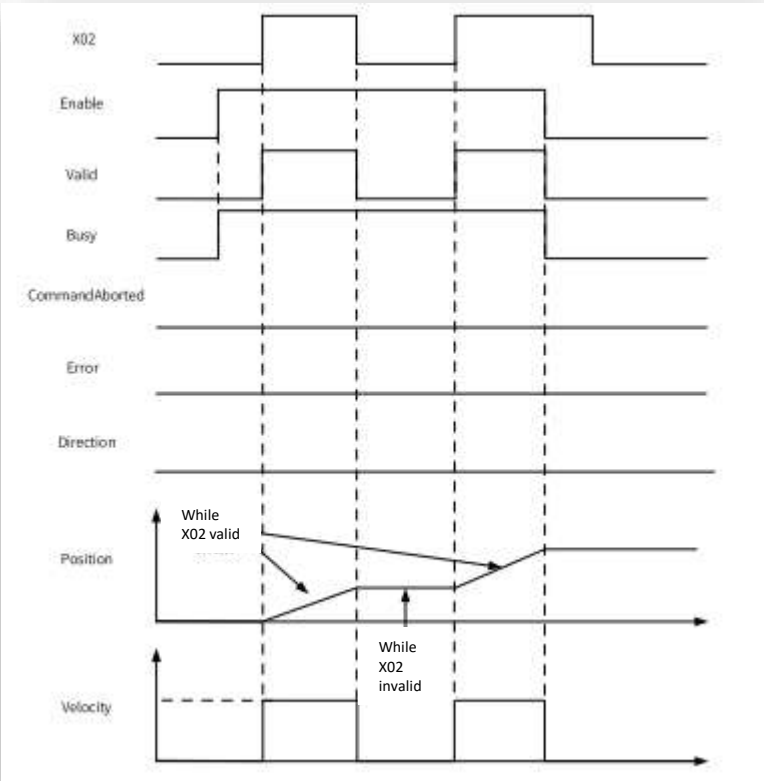 X02
Enable
Valid
Busy
CommandAborted
Error
Direction
While
X02 valid
Position
While
X02
invalid
Velocity